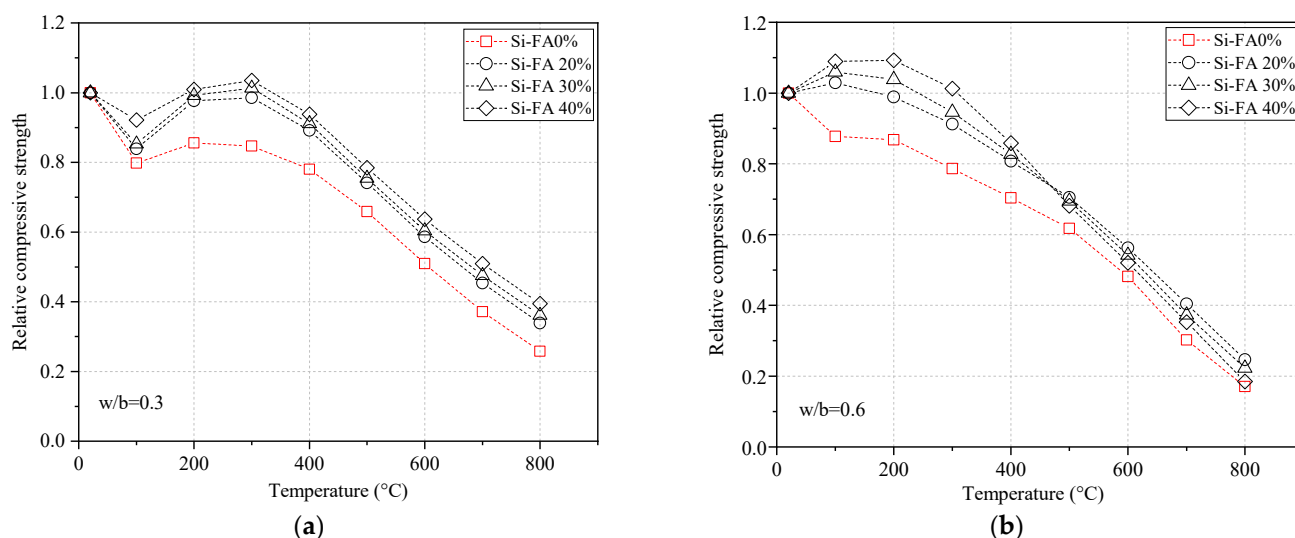 1.2
1.0
0.8
0.6
0.4
0.2
0.0
Relative compressive strength
Si-FA0%
Si-FA 20%
Si-FA 30%
Si-FA 40%
w/b=0.3
0
200
400
600
800
Temperature (°C)
(a)
1.2
1.0
0.8
0.6
0.4
0.2
0.0
Relative compressive strength
Si-FA0%
Si-FA 20%
Si-FA 30%
Si-FA 40%
w/b=0.6
0
200
400
600
800
Temperature (°C)
(b)